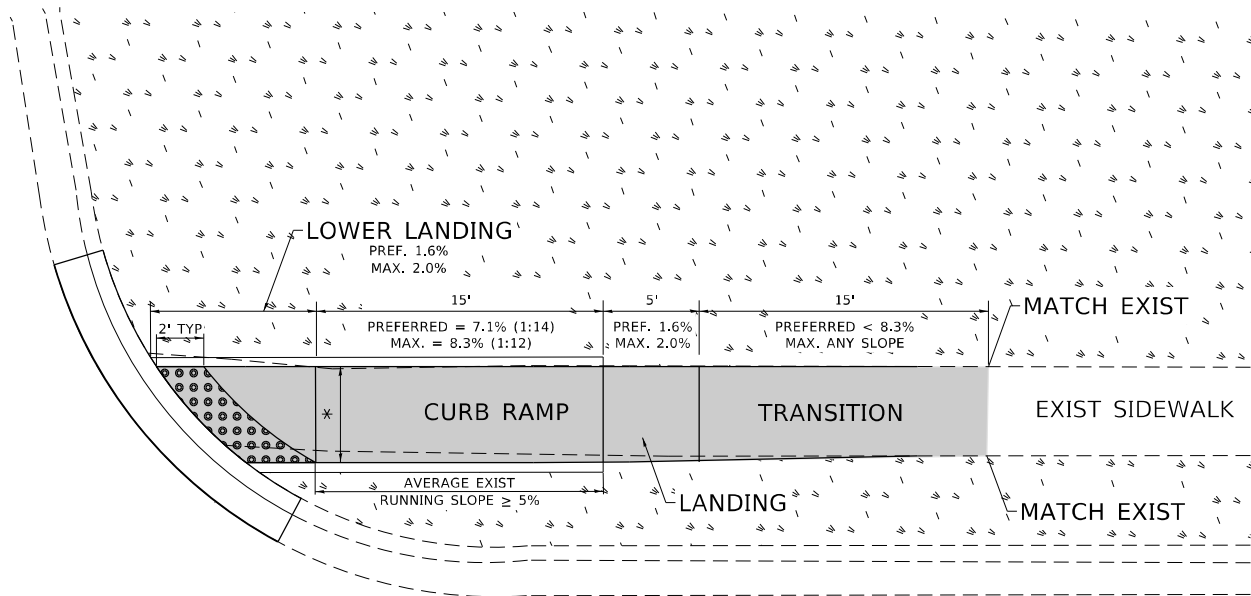 LOWER LANDING
PREF. 1.6%
MAX. 2.0%
15'
5'
15'
MATCH EXIST
2' TYP
PREFERRED = 7.1% (1:14)
MAX. = 8.3% (1:12)
PREF. 1.6%
MAX. 2.0%
PREFERRED < 8.3%
MAX. ANY SLOPE
*
CURB RAMP
TRANSITION
EXIST SIDEWALK
AVERAGE EXIST
RUNNING SLOPE ≥ 5%
LANDING
MATCH EXIST